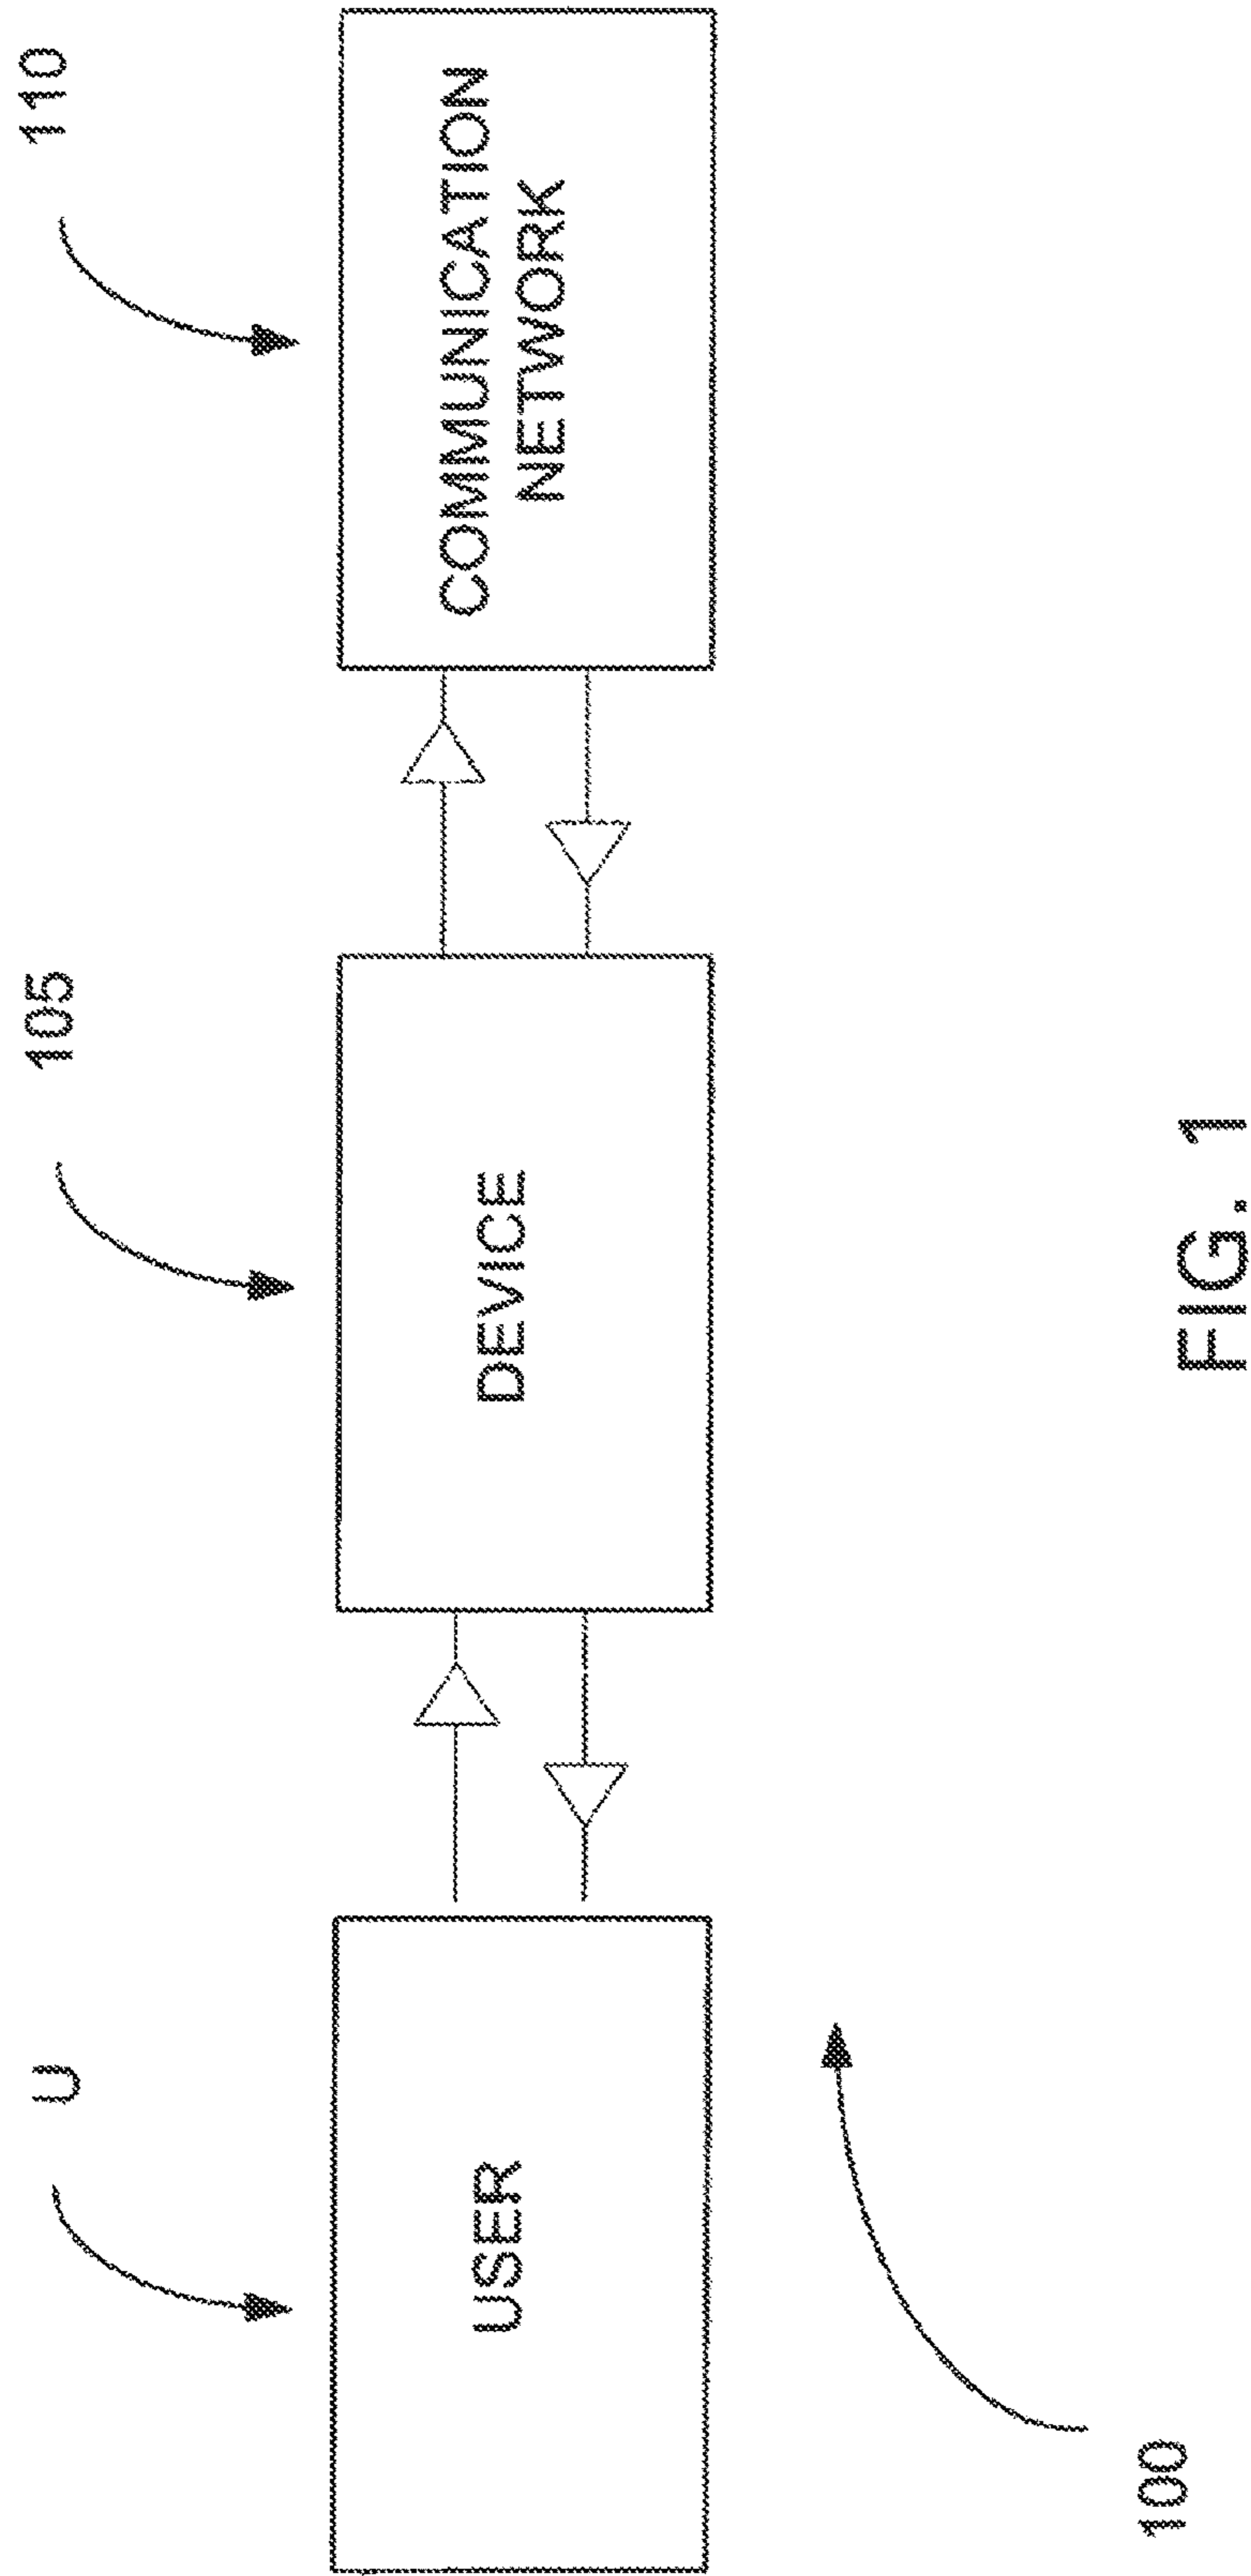 U
105
110
USER
DEVICE
COMMUNICATION
NETWORK
100
FIG. 1